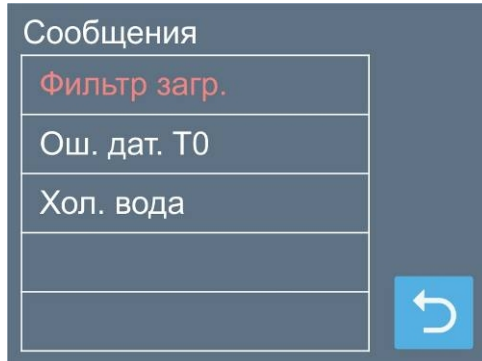 Сообщения
Фильтр загр.
Ош. дат. Т0
Хол. вода